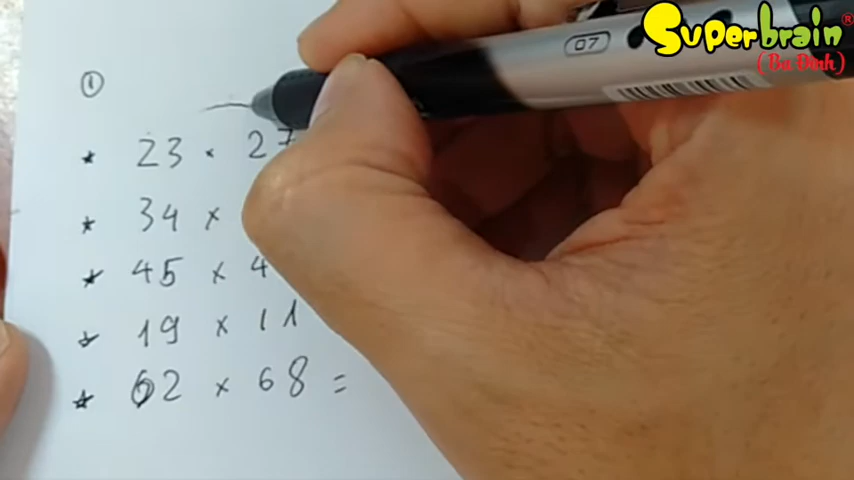 Superbrain®
(Ba Đình)
07
①
* 23 × 27
* 34 ×
* 45 × 4
* 19 × 11
* 62 × 68 =